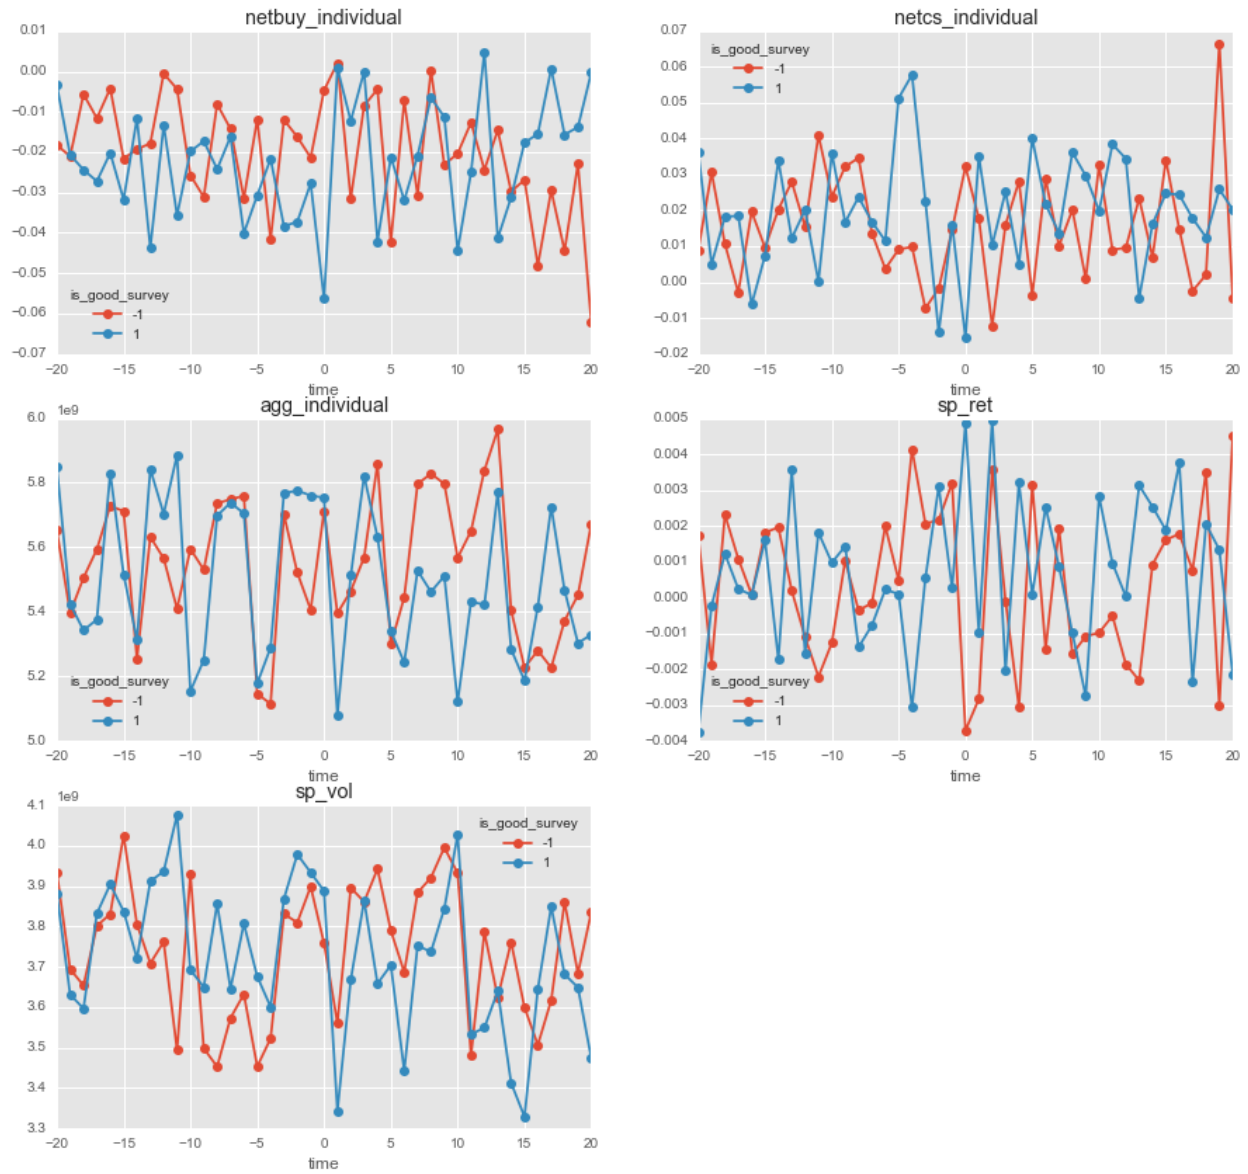 netbuy_individual
0.01
0.00
−0.01
−0.02
−0.03
−0.04
−0.05
−0.06
−0.07
is_good_survey
-1
1
−20 −15 −10 −5 0 5 10 15 20
time
netcs_individual
0.07
0.06
0.05
0.04
0.03
0.02
0.01
0.00
−0.01
−0.02
is_good_survey
-1
1
−20 −15 −10 −5 0 5 10 15 20
time
agg_individual
1e9
6.0
5.8
5.6
5.4
5.2
5.0
is_good_survey
-1
1
−20 −15 −10 −5 0 5 10 15 20
time
sp_ret
0.005
0.004
0.003
0.002
0.001
0.000
−0.001
−0.002
−0.003
−0.004
is_good_survey
-1
1
−20 −15 −10 −5 0 5 10 15 20
time
sp_vol
1e9
4.1
4.0
3.9
3.8
3.7
3.6
3.5
3.4
3.3
is_good_survey
-1
1
−20 −15 −10 −5 0 5 10 15 20
time